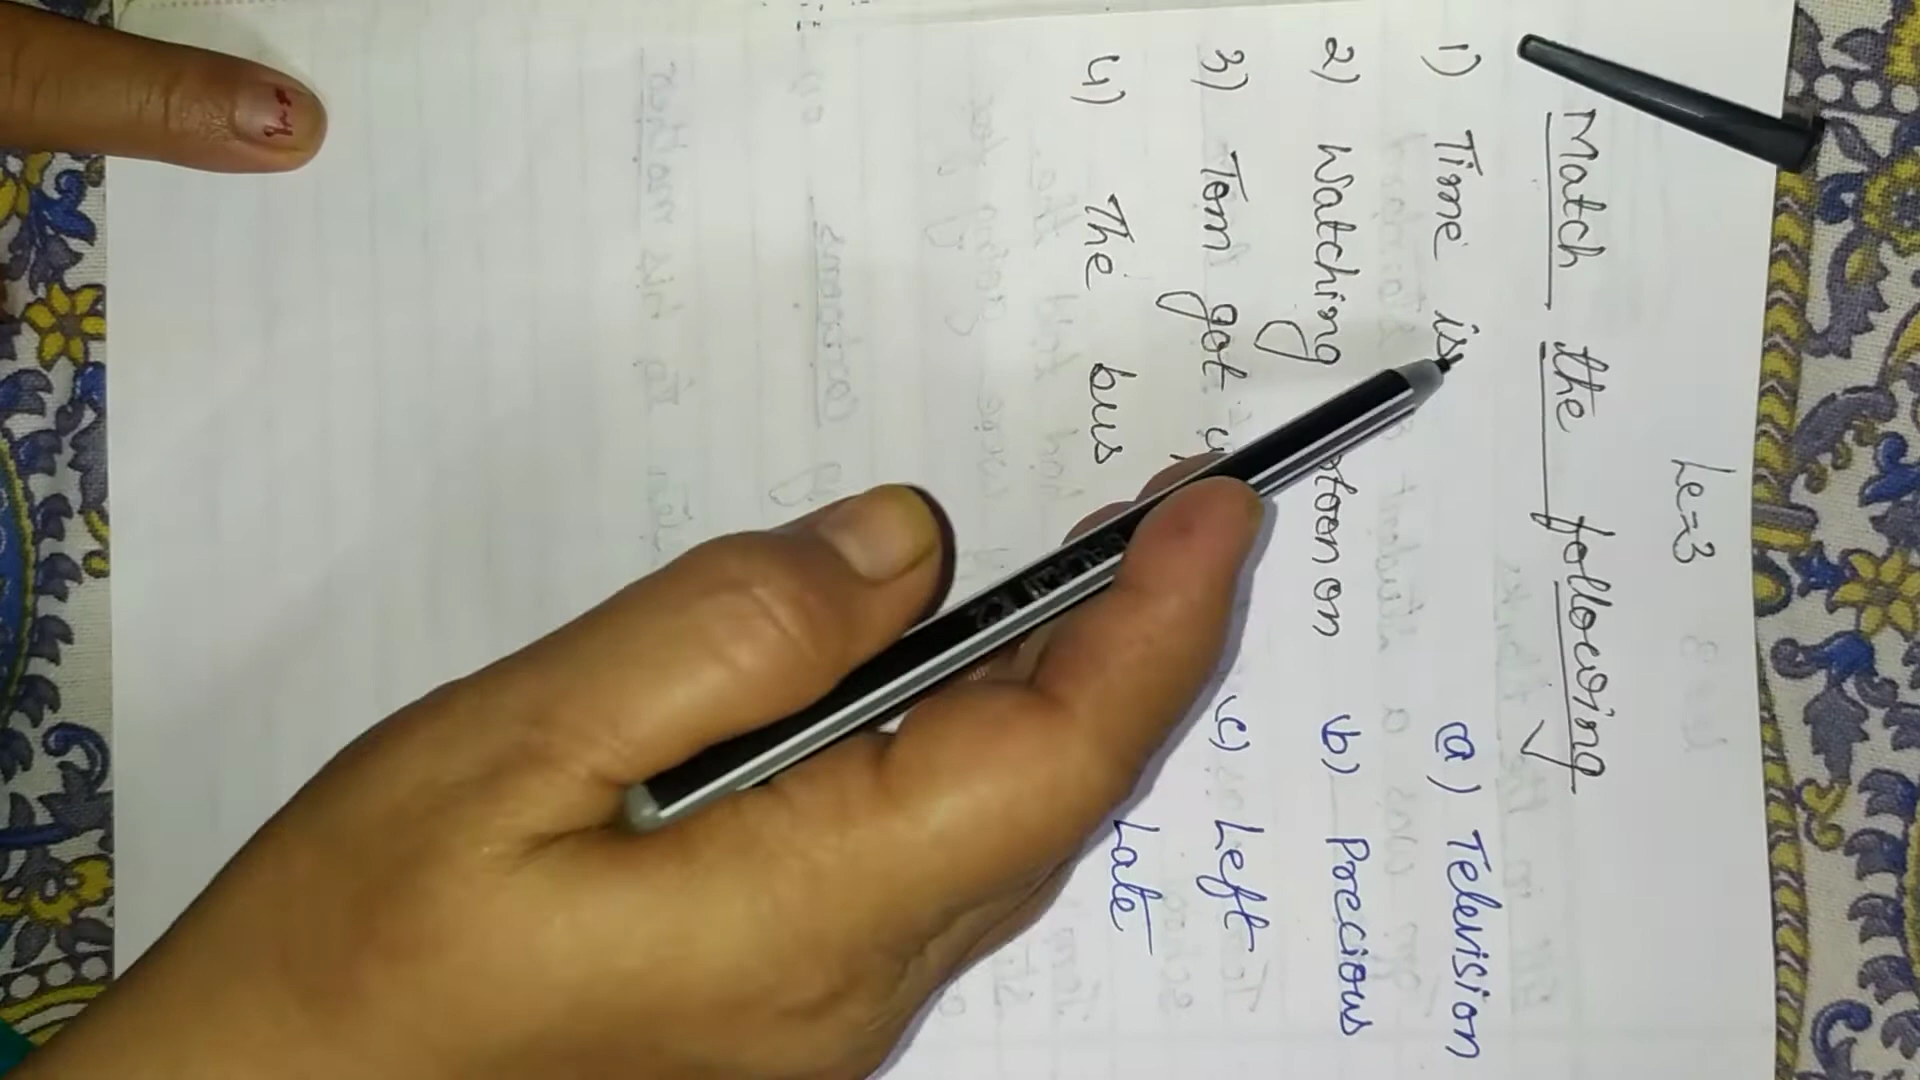 Le-3
Match the following
1) Time is
a) Television
2) Watching on
b) Precious
3) Tom got
c) Left
4) The bus
Late